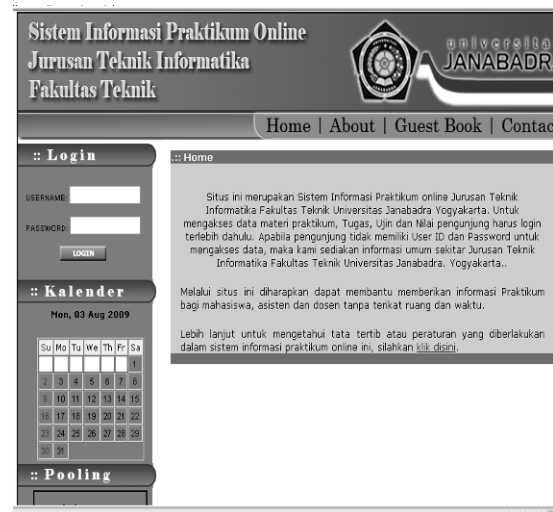 Sistem Informasi Praktikum Online
Jurusan Teknik Informatika
Fakultas Teknik
universita
JANABADR
Home | About | Guest Book | Contac
:: Login
USERNAME:
PASSWORD:
LOGIN
:: Kalender
Mon, 03 Aug 2009
Su Mo Tu We Th Fr Sa
1
2 3 4 5 6 7 8
9 10 11 12 13 14 15
16 17 18 19 20 21 22
23 24 25 26 27 28 29
30 31
:: Pooling
.:: Home
Situs ini merupakan Sistem Informasi Praktikum online Jurusan Teknik
Informatika Fakultas Teknik Universitas Janabadra Yogyakarta. Untuk
mengakses data materi praktikum, Tugas, Ujin dan Nilai pengunjung harus login
terlebih dahulu. Apabila pengunjung tidak memiliki User ID dan Password untuk
mengakses data, maka kami sediakan informasi umum sekitar Jurusan Teknik
Informatika Fakultas Teknik Universitas Janabadra. Yogyakarta..
Melalui situs ini diharapkan dapat membantu memberikan informasi Praktikum
bagi mahasiswa, asisten dan dosen tanpa terikat ruang dan waktu.
Lebih lanjut untuk mengetahui tata tertib atau peraturan yang diberlakukan
dalam sistem informasi praktikum online ini, silahkan klik disini.